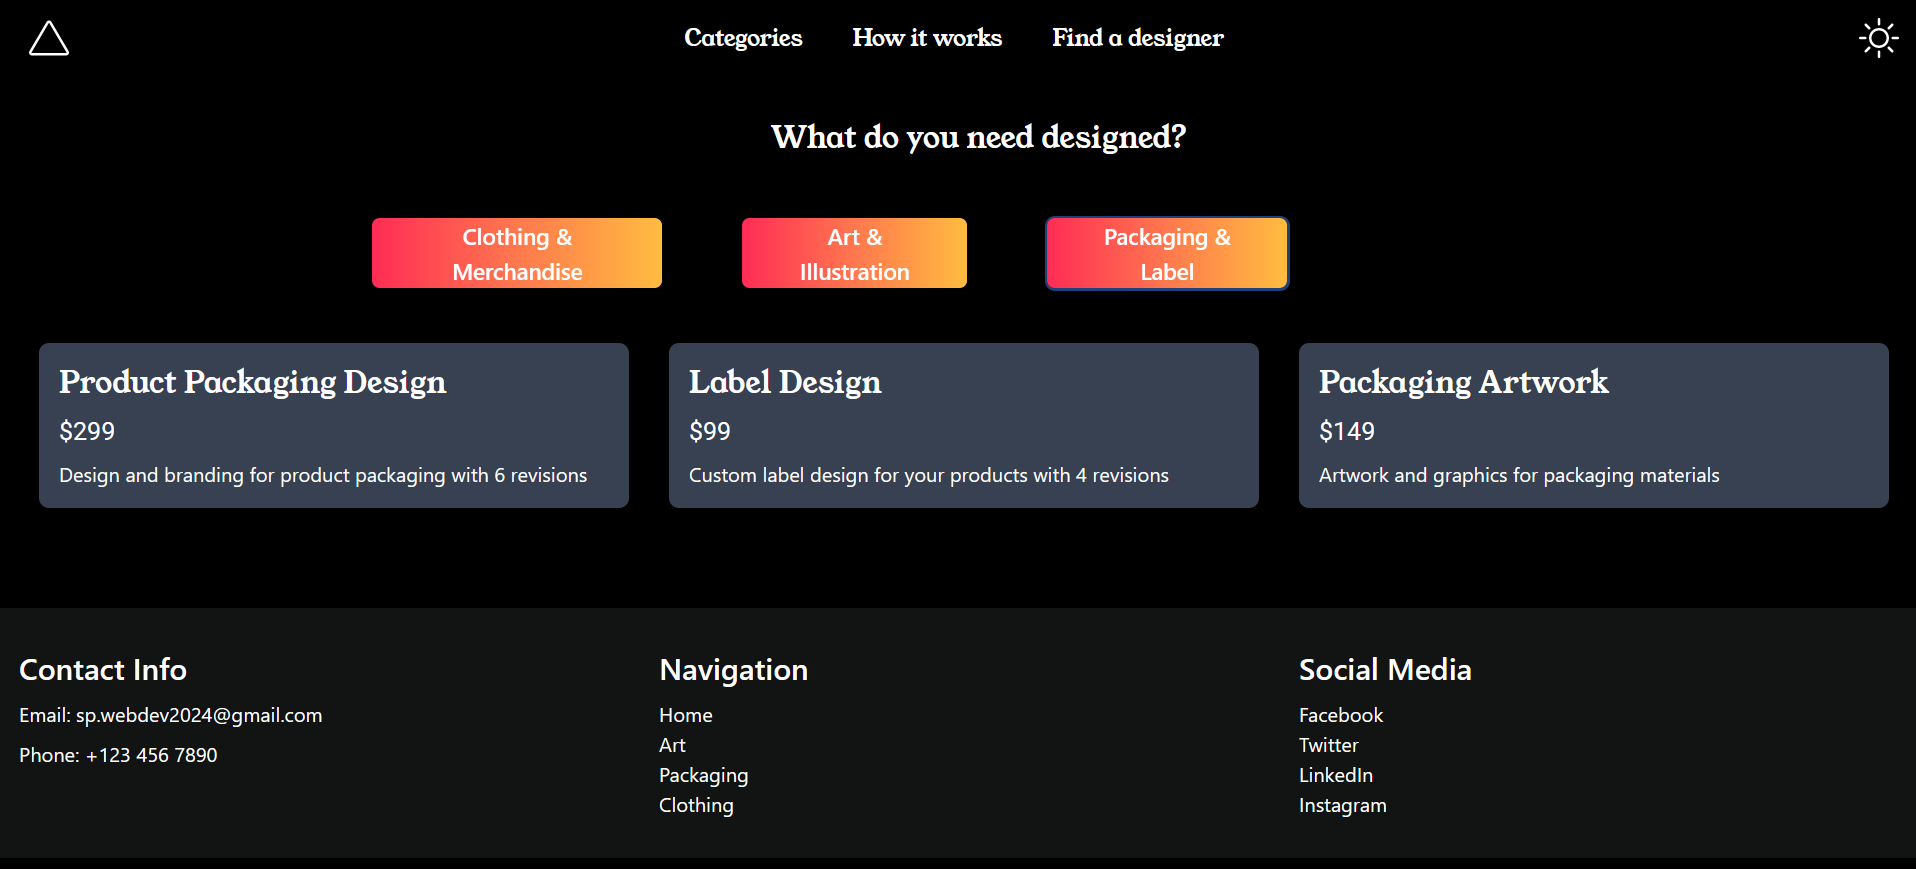 Categories
How it works
Find a designer
What do you need designed?
Clothing &
Merchandise
Art &
Illustration
Packaging &
Label
Product Packaging Design
$299
Design and branding for product packaging with 6 revisions
Label Design
$99
Custom label design for your products with 4 revisions
Packaging Artwork
$149
Artwork and graphics for packaging materials
Contact Info
Email: sp.webdev2024@gmail.com
Phone: +123 456 7890
Navigation
Home
Art
Packaging
Clothing
Social Media
Facebook
Twitter
LinkedIn
Instagram